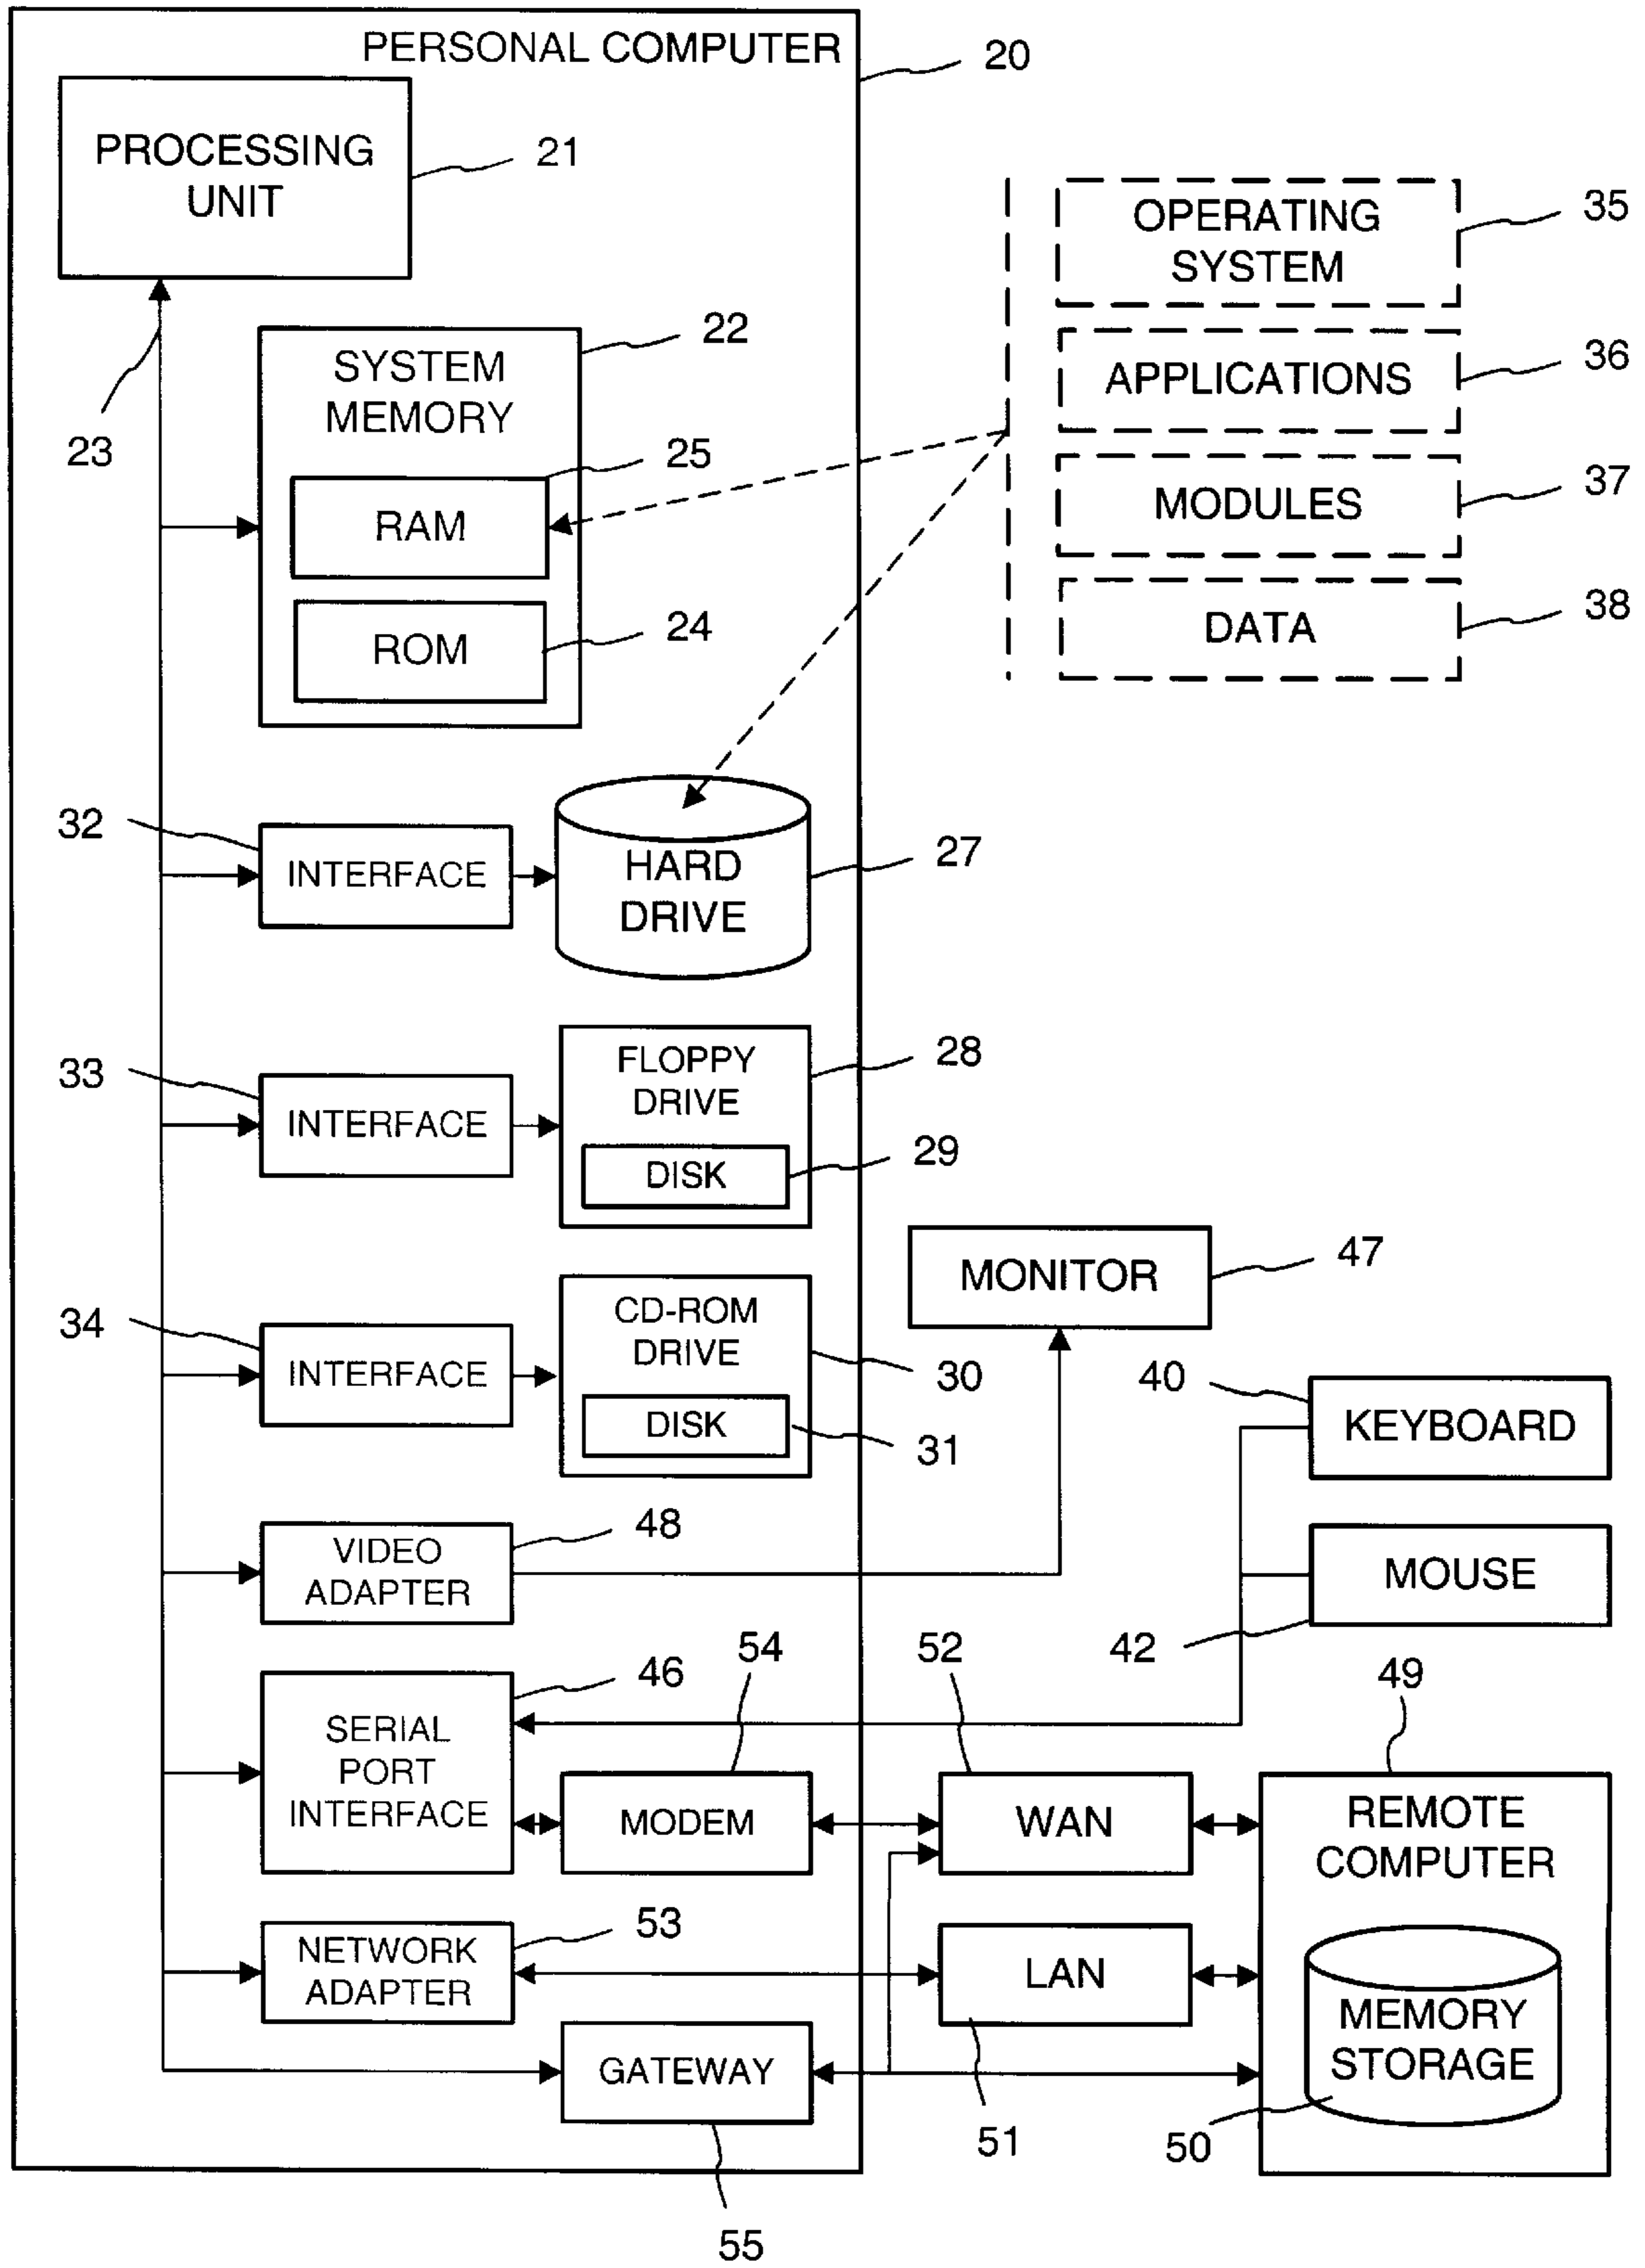 PERSONAL COMPUTER
20
PROCESSING
UNIT
21
23
SYSTEM
MEMORY
22
RAM
25
ROM
24
OPERATING
SYSTEM
35
APPLICATIONS
36
MODULES
37
DATA
38
32
INTERFACE
HARD
DRIVE
27
33
INTERFACE
FLOPPY
DRIVE
28
DISK
29
34
INTERFACE
CD-ROM
DRIVE
30
DISK
31
MONITOR
47
40
KEYBOARD
MOUSE
42
VIDEO
ADAPTER
48
SERIAL
PORT
INTERFACE
46
54
MODEM
52
WAN
49
REMOTE
COMPUTER
MEMORY
STORAGE
50
NETWORK
ADAPTER
53
LAN
51
GATEWAY
55